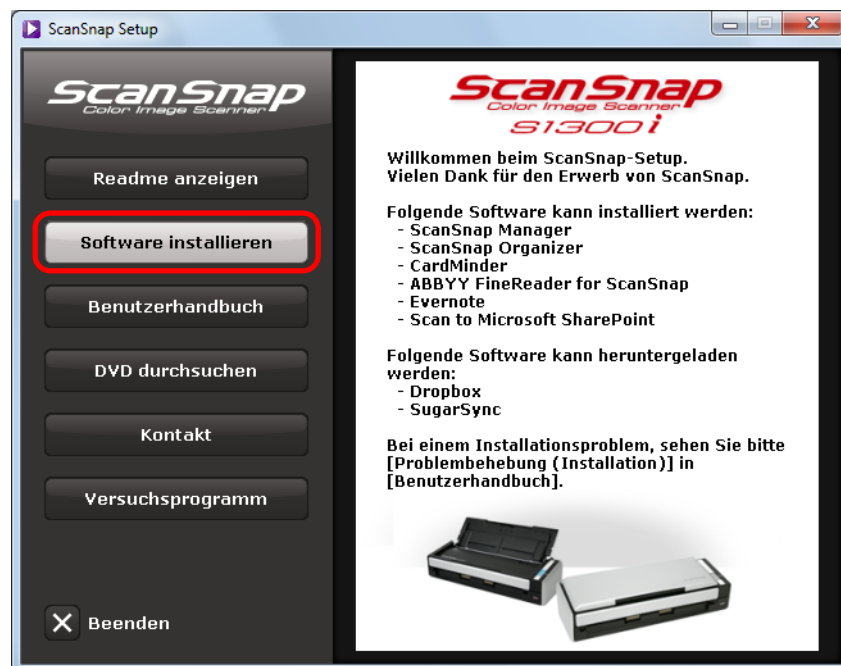 ScanSnap Setup
ScanSnap
Color Image Scanner
Readme anzeigen
Software installieren
Benutzerhandbuch
DVD durchsuchen
Kontakt
Versuchsprogramm
Beenden
ScanSnap
Color Image Scanner
S1300i
Willkommen beim ScanSnap-Setup.
Vielen Dank für den Erwerb von ScanSnap.
Folgende Software kann installiert werden:
- ScanSnap Manager
- ScanSnap Organizer
- CardMinder
- ABBYY FineReader for ScanSnap
- Evernote
- Scan to Microsoft SharePoint
Folgende Software kann heruntergeladen
werden:
- Dropbox
- SugarSync
Bei einem Installationsproblem, sehen Sie bitte
[Problembehebung (Installation)] in
[Benutzerhandbuch].